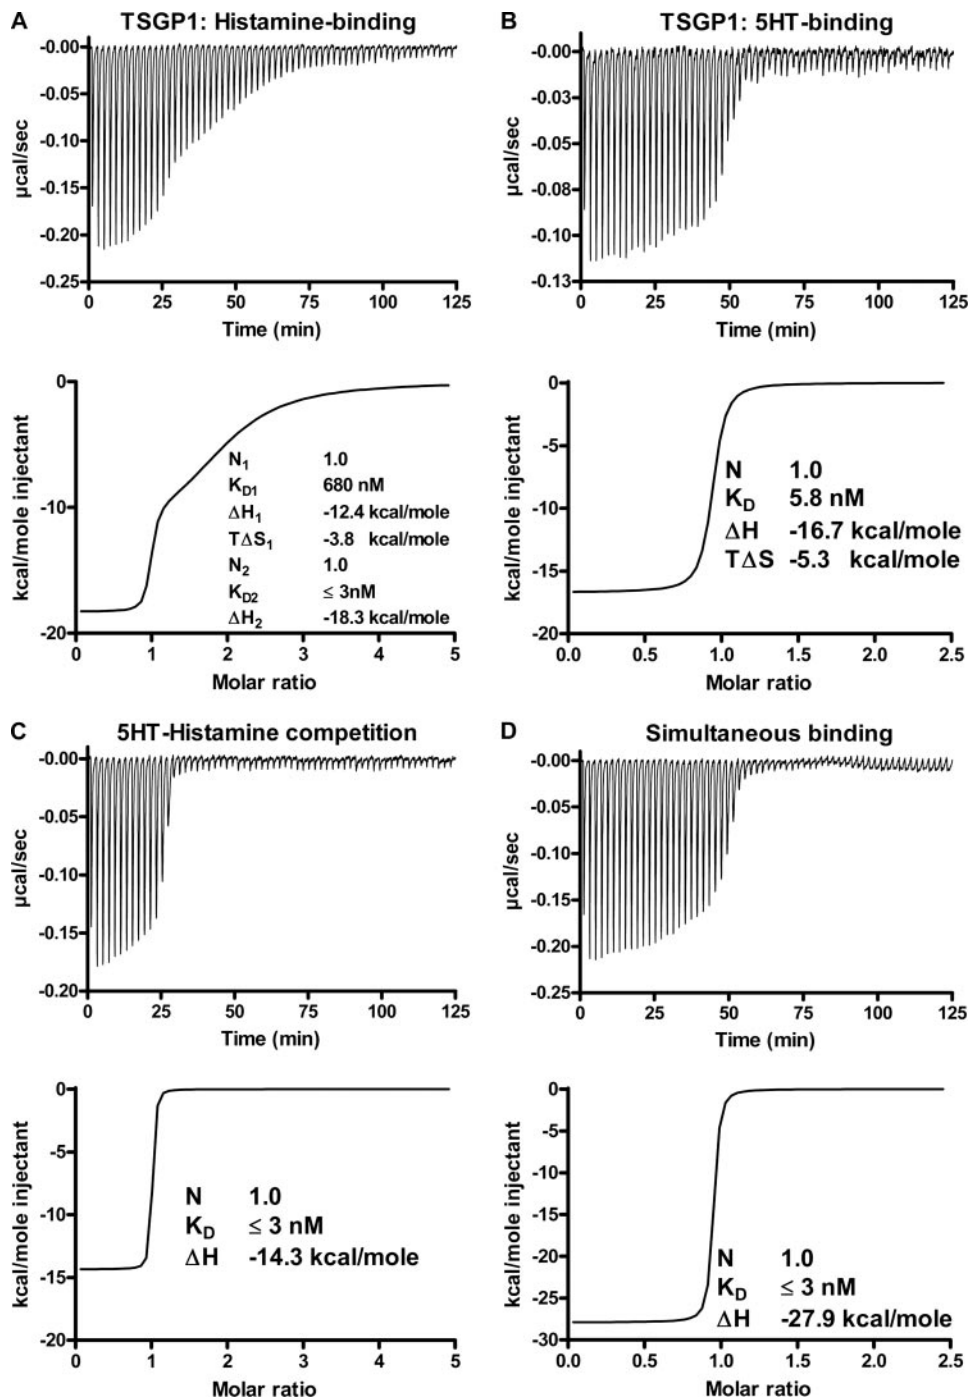 A TSGP1: Histamine-binding
-0.00
-0.05
-0.10
-0.15
-0.20
-0.25
µcal/sec
0 25 50 75 100 125
Time (min)
0
-10
-20
kcal/mole injectant
N1 1.0
KD1 680 nM
ΔH1 -12.4 kcal/mole
TΔS1 -3.8 kcal/mole
N2 1.0
KD2 ≤ 3nM
ΔH2 -18.3 kcal/mole
0 1 2 3 4 5
Molar ratio
B TSGP1: 5HT-binding
-0.00
-0.03
-0.05
-0.08
-0.10
-0.13
µcal/sec
0 25 50 75 100 125
Time (min)
0
-5
-10
-15
-20
kcal/mole injectant
N 1.0
KD 5.8 nM
ΔH -16.7 kcal/mole
TΔS -5.3 kcal/mole
0.0 0.5 1.0 1.5 2.0 2.5
Molar ratio
C 5HT-Histamine competition
-0.00
-0.05
-0.10
-0.15
-0.20
µcal/sec
0 25 50 75 100 125
Time (min)
0
-5
-10
-15
-20
kcal/mole injectant
N 1.0
KD ≤ 3 nM
ΔH -14.3 kcal/mole
0 1 2 3 4 5
Molar ratio
D Simultaneous binding
-0.00
-0.05
-0.10
-0.15
-0.20
-0.25
µcal/sec
0 25 50 75 100 125
Time (min)
0
-5
-10
-15
-20
-25
-30
kcal/mole injectant
N 1.0
KD ≤ 3 nM
ΔH -27.9 kcal/mole
0.0 0.5 1.0 1.5 2.0 2.5
Molar ratio